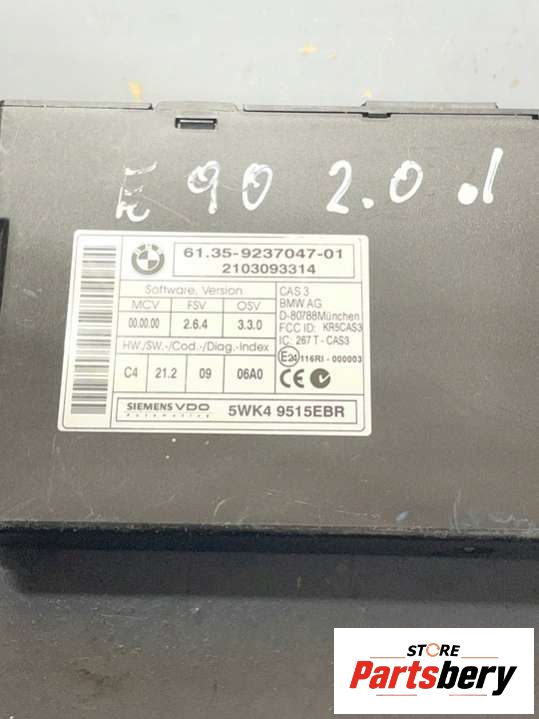 E 90 2.0 d
61.35-9237047-01
2103093314
Software, Version
MCV FSV OSV
00.00.00 2.6.4 3.3.0
HW./SW.-/Cod.-/Diag.-Index
C4 21.2 09 06A0
CAS 3
BMW AG
D-80788München
FCC ID: KR5CAS3
IC: 267 T - CAS3
E24 116RI - 000003
CE
SIEMENS VDO
Automotive
5WK4 9515EBR
STORE
Partsbery